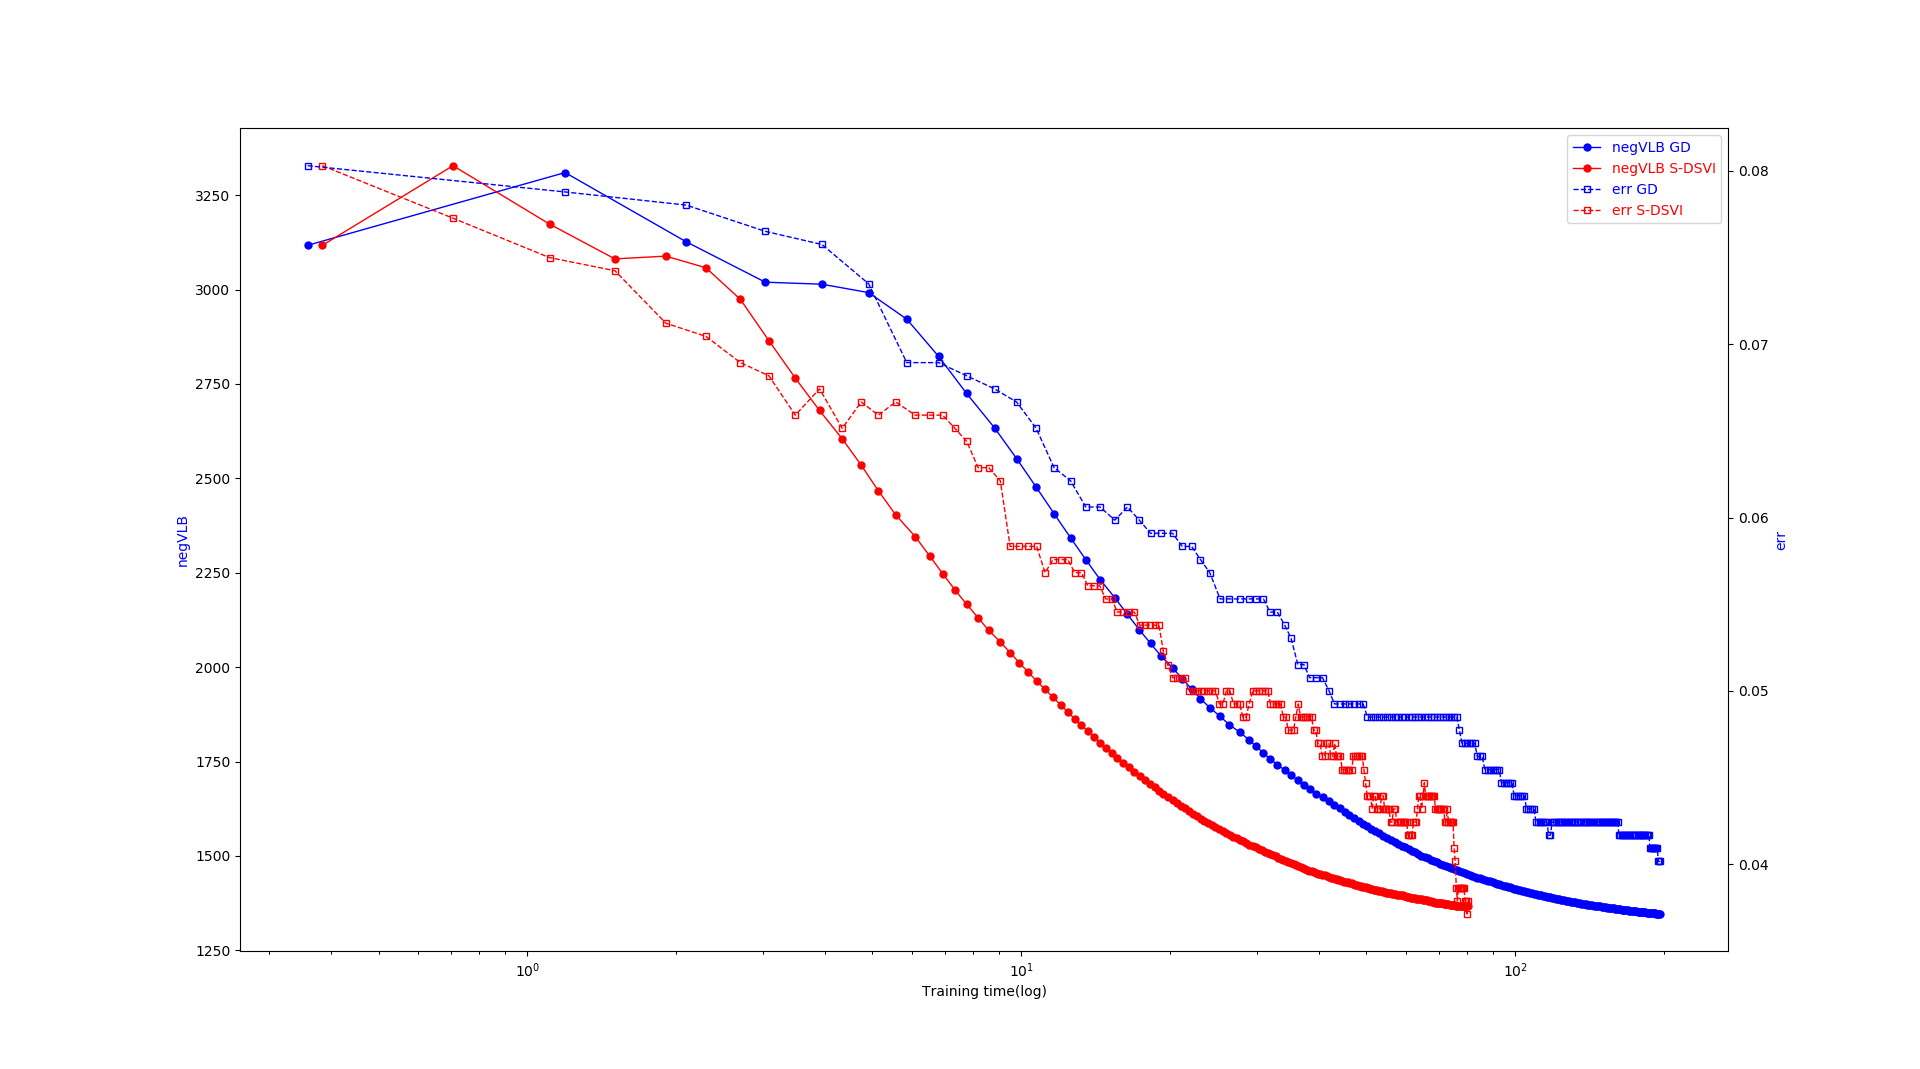 negVLB GD
negVLB S-DSVI
err GD
err S-DSVI
3250
3000
2750
2500
2250
2000
1750
1500
1250
negVLB
0.08
0.07
0.06
0.05
0.04
err
10⁰
10¹
10²
Training time(log)